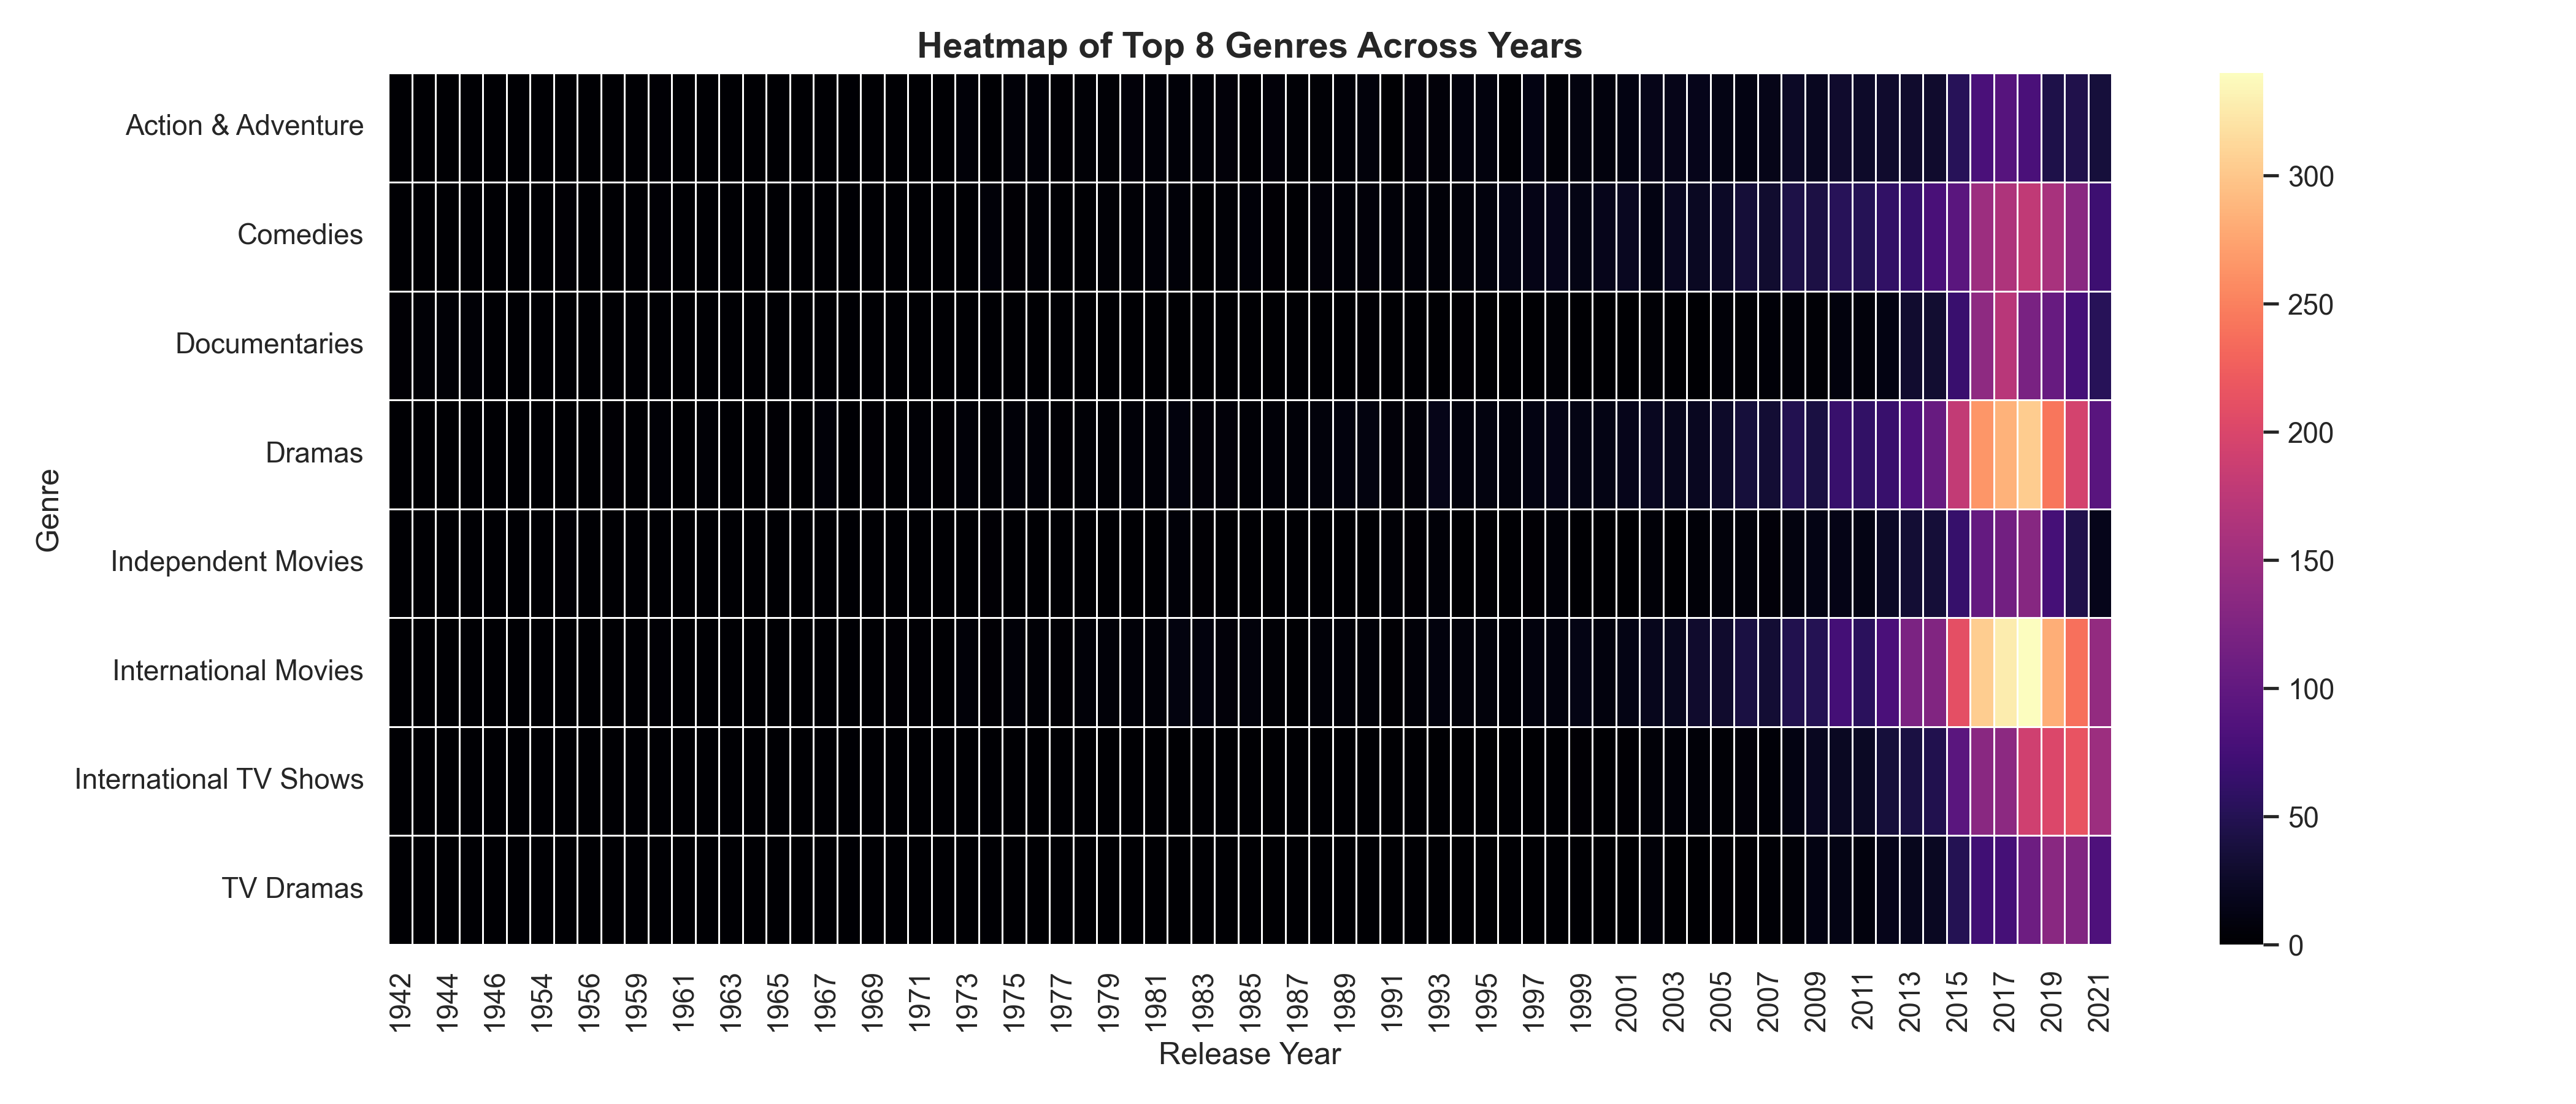 Heatmap of Top 8 Genres Across Years
Genre
Action & Adventure
Comedies
Documentaries
Dramas
Independent Movies
International Movies
International TV Shows
TV Dramas
1942 1944 1946 1954 1956 1959 1961 1963 1965 1967 1969 1971 1973 1975 1977 1979 1981 1983 1985 1987 1989 1991 1993 1995 1997 1999 2001 2003 2005 2007 2009 2011 2013 2015 2017 2019 2021
Release Year
300
250
200
150
100
50
0